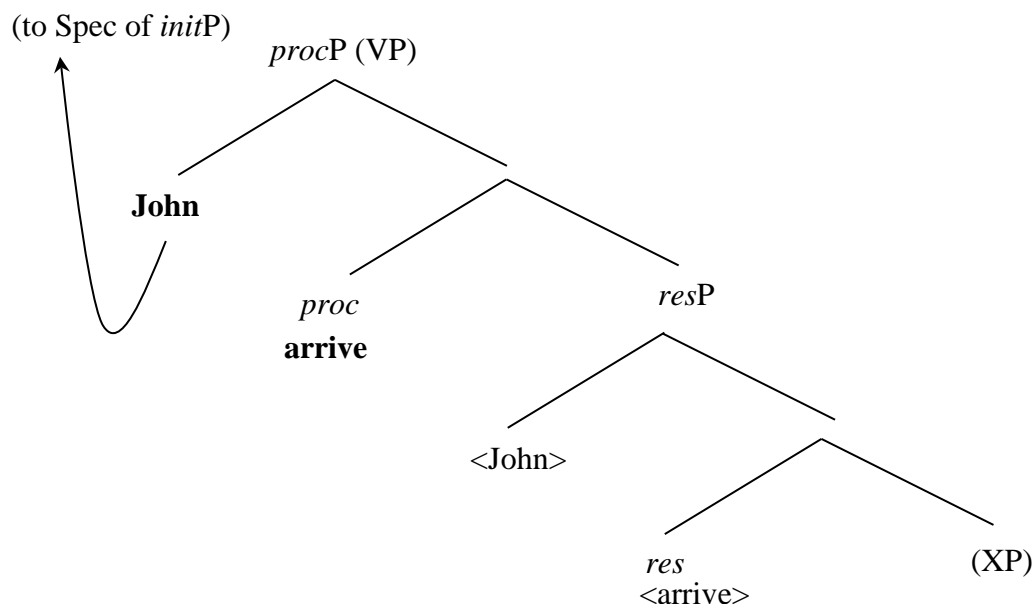 (to Spec of initP)
procP (VP)
John
proc
resP
arrive
<John>
res
(XP)
<arrive>